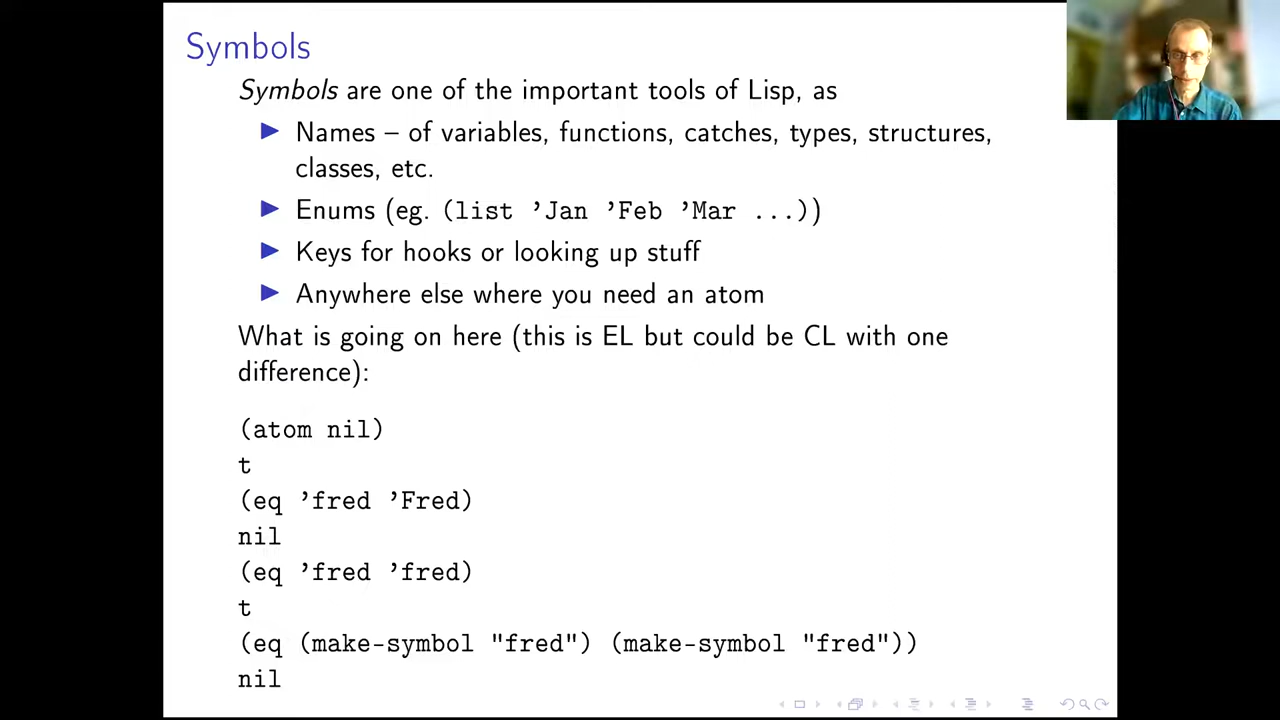 Symbols
Symbols are one of the important tools of Lisp, as
Names – of variables, functions, catches, types, structures,
classes, etc.
Enums (eg. (list 'Jan 'Feb 'Mar ...))
Keys for hooks or looking up stuff
Anywhere else where you need an atom
What is going on here (this is EL but could be CL with one
difference):
(atom nil)
t
(eq 'fred 'Fred)
nil
(eq 'fred 'fred)
t
(eq (make-symbol "fred") (make-symbol "fred"))
nil